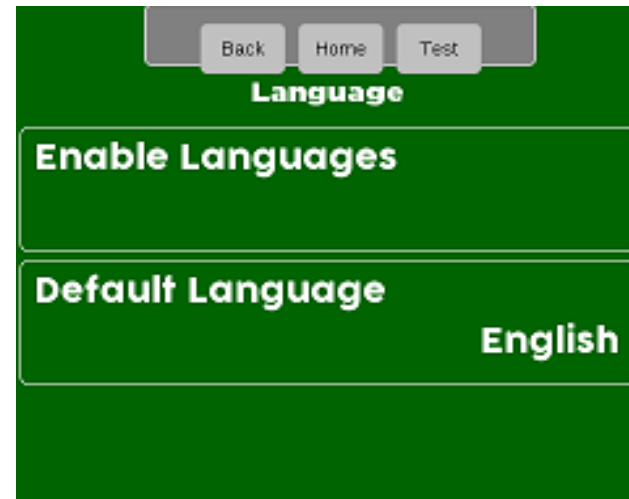 Back Home Test
Language
Enable Languages
Default Language
English